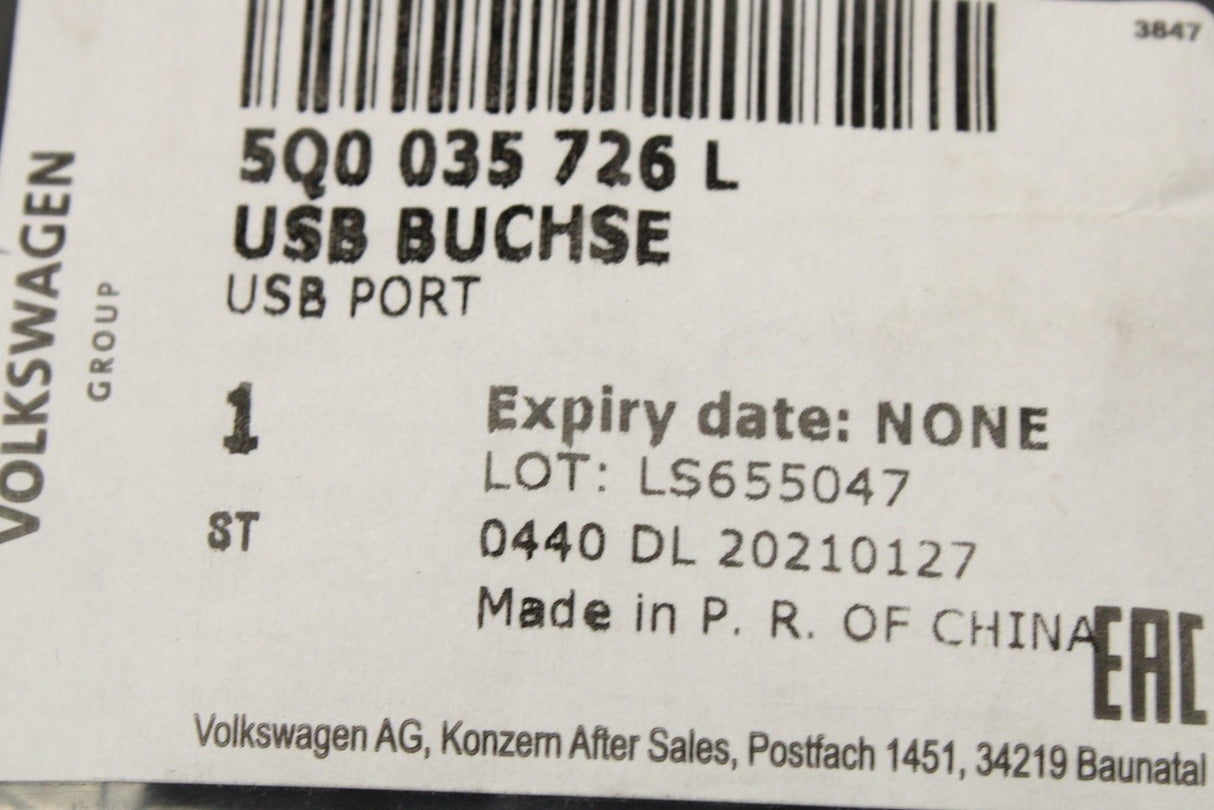 3847
5Q0 035 726 L
USB BUCHSE
USB PORT
VOLKSWAGEN
GROUP
1
ST
Expiry date: NONE
LOT: LS655047
0440 DL 20210127
Made in P. R. OF CHINA
EAC
Volkswagen AG, Konzern After Sales, Postfach 1451, 34219 Baunatal